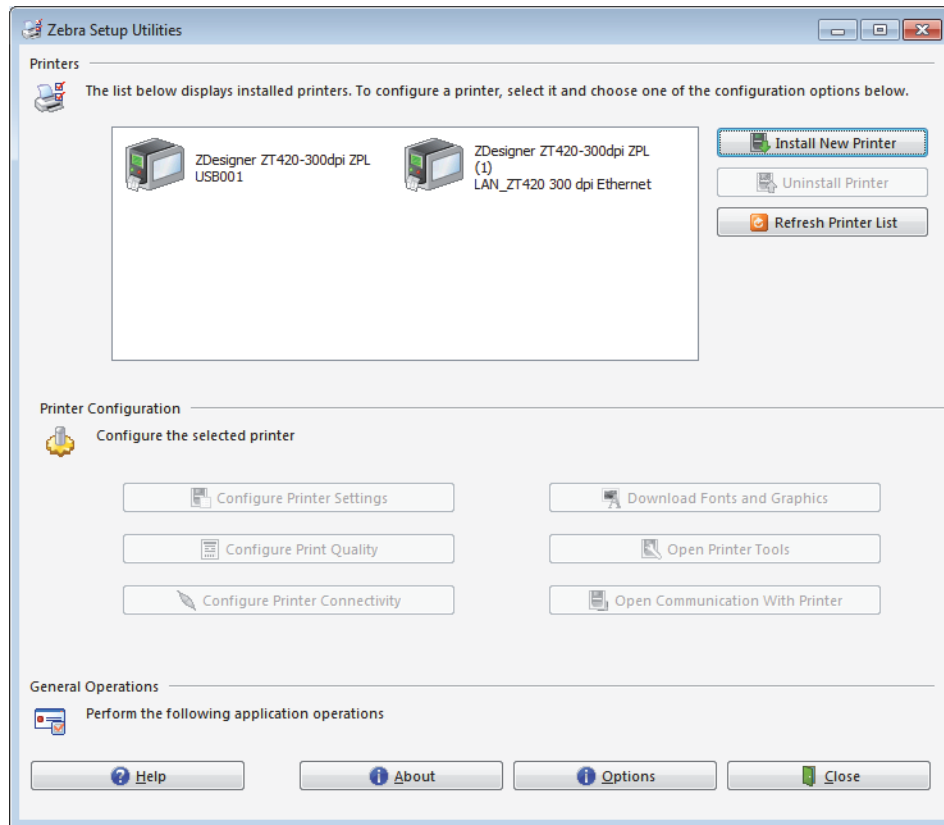 Zebra Setup Utilities
Printers
The list below displays installed printers. To configure a printer, select it and choose one of the configuration options below.
ZDesigner ZT420-300dpi ZPL
USB001
ZDesigner ZT420-300dpi ZPL
(1)
LAN_ZT420 300 dpi Ethernet
Install New Printer
Uninstall Printer
Refresh Printer List
Printer Configuration
Configure the selected printer
Configure Printer Settings
Download Fonts and Graphics
Configure Print Quality
Open Printer Tools
Configure Printer Connectivity
Open Communication With Printer
General Operations
Perform the following application operations
Help
About
Options
Close